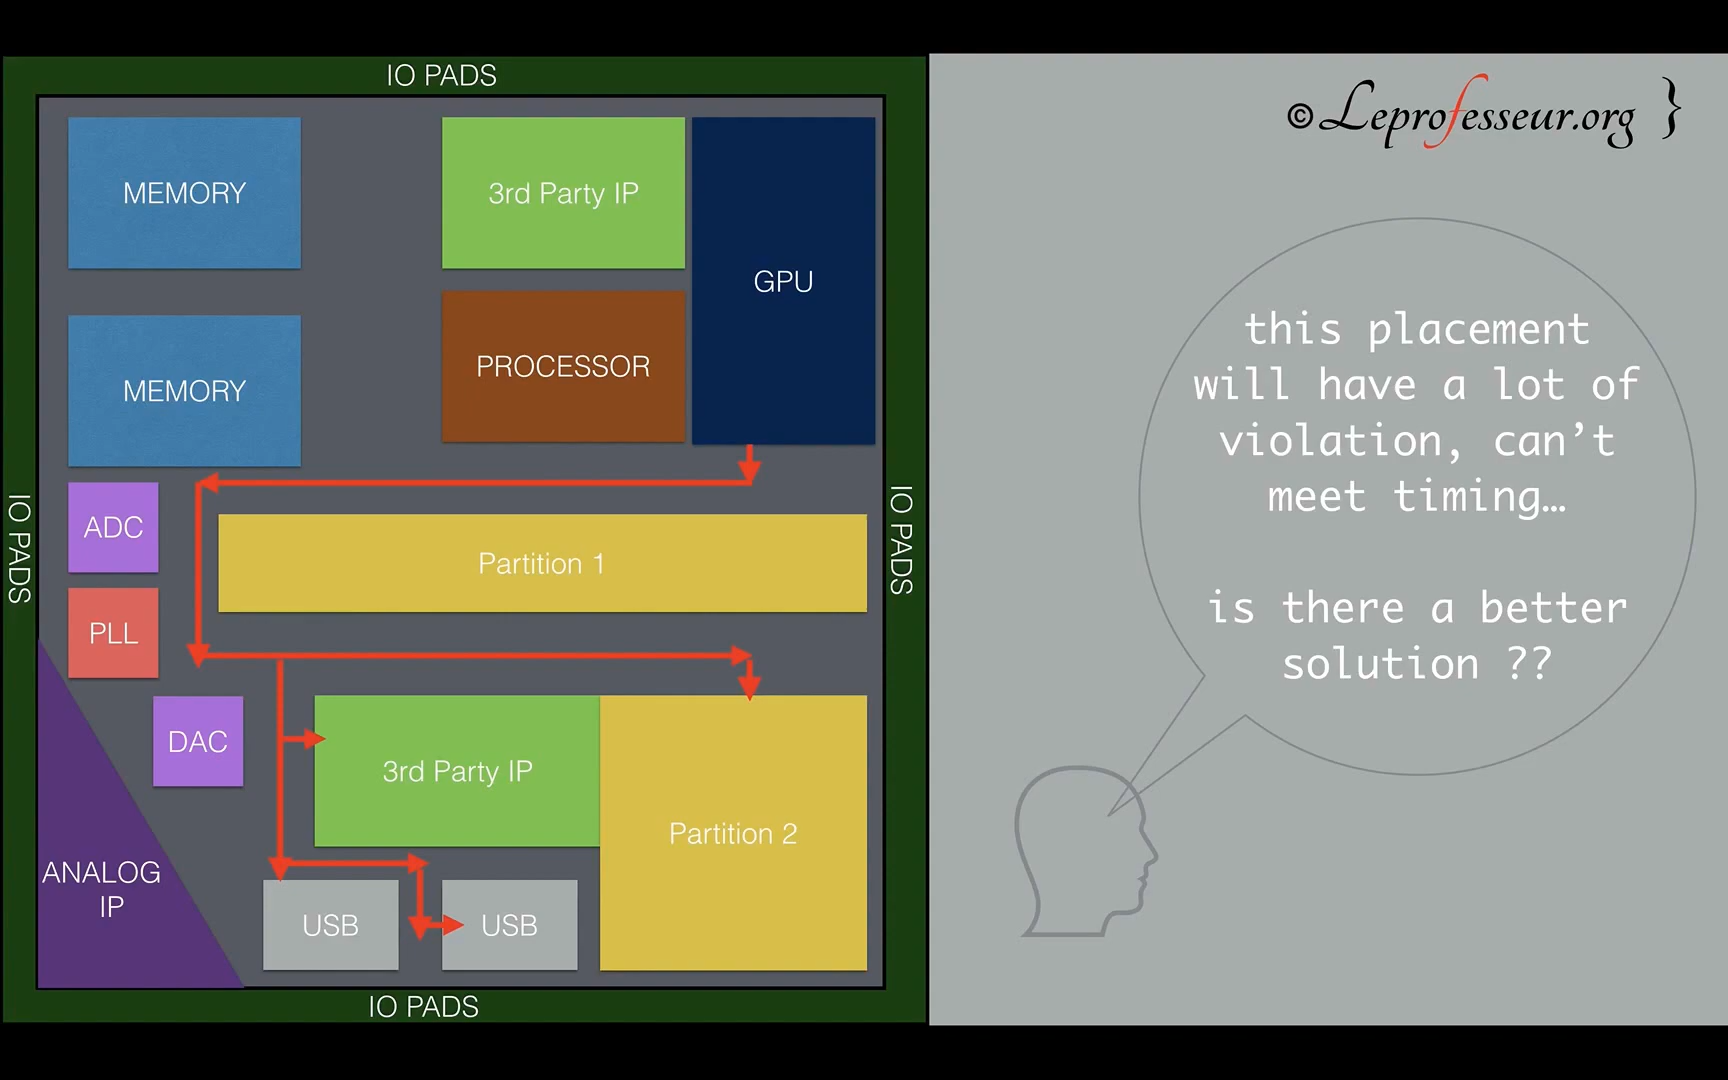 IO PADS
MEMORY
3rd Party IP
GPU
PROCESSOR
MEMORY
IO PADS
IO PADS
ADC
Partition 1
PLL
DAC
3rd Party IP
Partition 2
ANALOG
IP
USB
USB
IO PADS
© Leprofesseur.org }
this placement
will have a lot of
violation, can’t
meet timing…
is there a better
solution ??